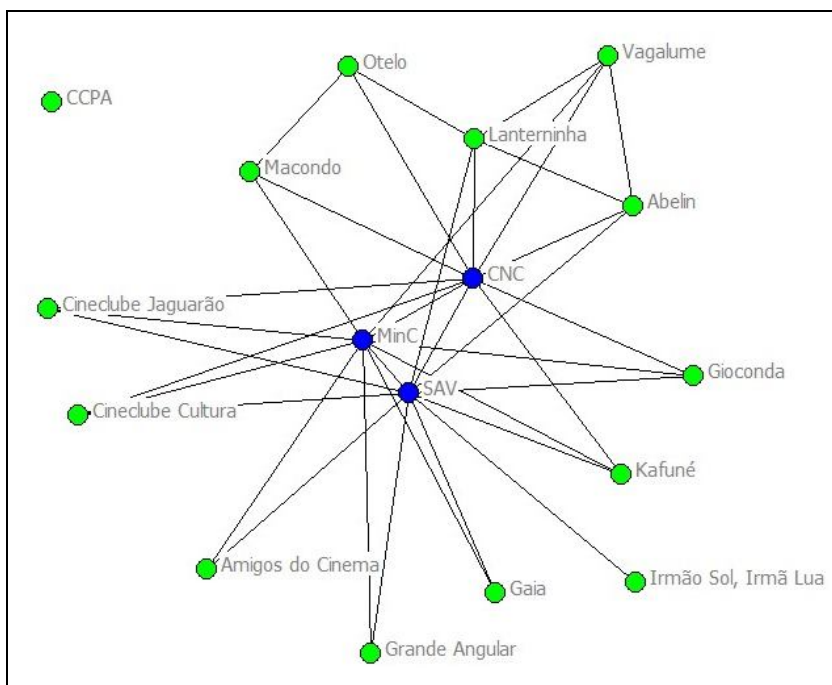 Otelo
Vagalume
CCPA
Lanterninha
Macondo
Abelin
CNC
Cineclube Jaguarão
MinC
Gioconda
SAV
Cineclube Cultura
Kafuné
Amigos do Cinema
Irmão Sol, Irmã Lua
Gaia
Grande Angular